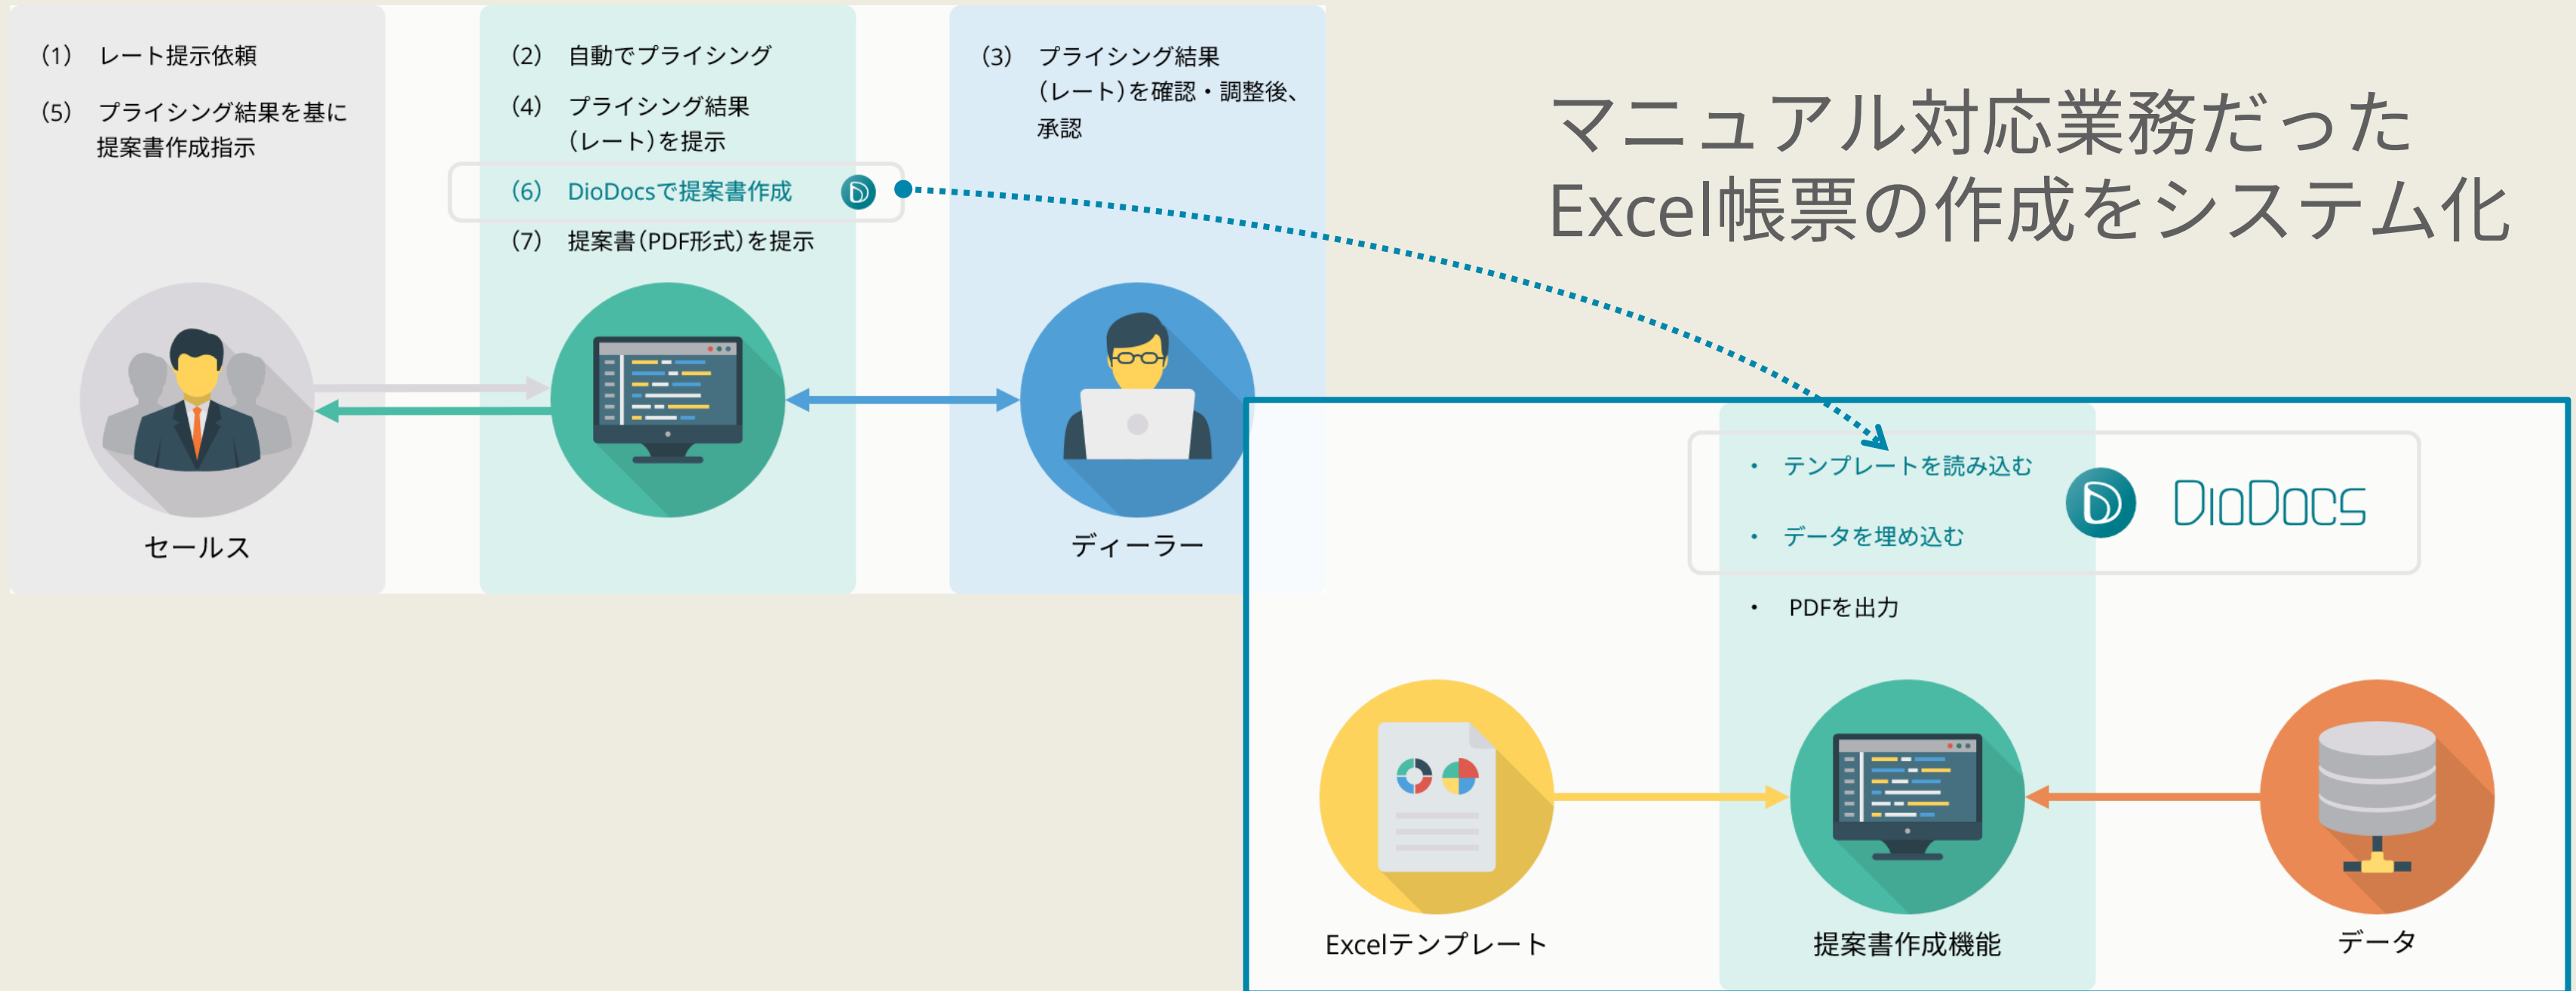 (1) レート提示依頼
(5) プライシング結果を基に
提案書作成指示
セールス
(2) 自動でプライシング
(4) プライシング結果
(レート)を提示
(6) DioDocsで提案書作成
(7) 提案書(PDF形式)を提示
(3) プライシング結果
(レート)を確認・調整後、
承認
ディーラー
マニュアル対応業務だった
Excel帳票の作成をシステム化
・ テンプレートを読み込む
・ データを埋め込む
DioDocs
・ PDFを出力
Excelテンプレート
提案書作成機能
データ